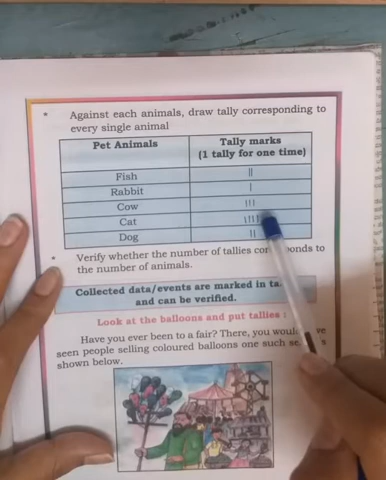 Against each animals, draw tally corresponding to
every single animal
Pet Animals
Tally marks
(1 tally for one time)
Fish ||
Rabbit |
Cow |||
Cat ||||
Dog ||
Verify whether the number of tallies to
the number of animals.
Collected data/events are marked in
and can be verified.
Look at the balloons and put tallies :
Have you ever been to a fair? There, you
seen people selling coloured balloons one such
shown below.